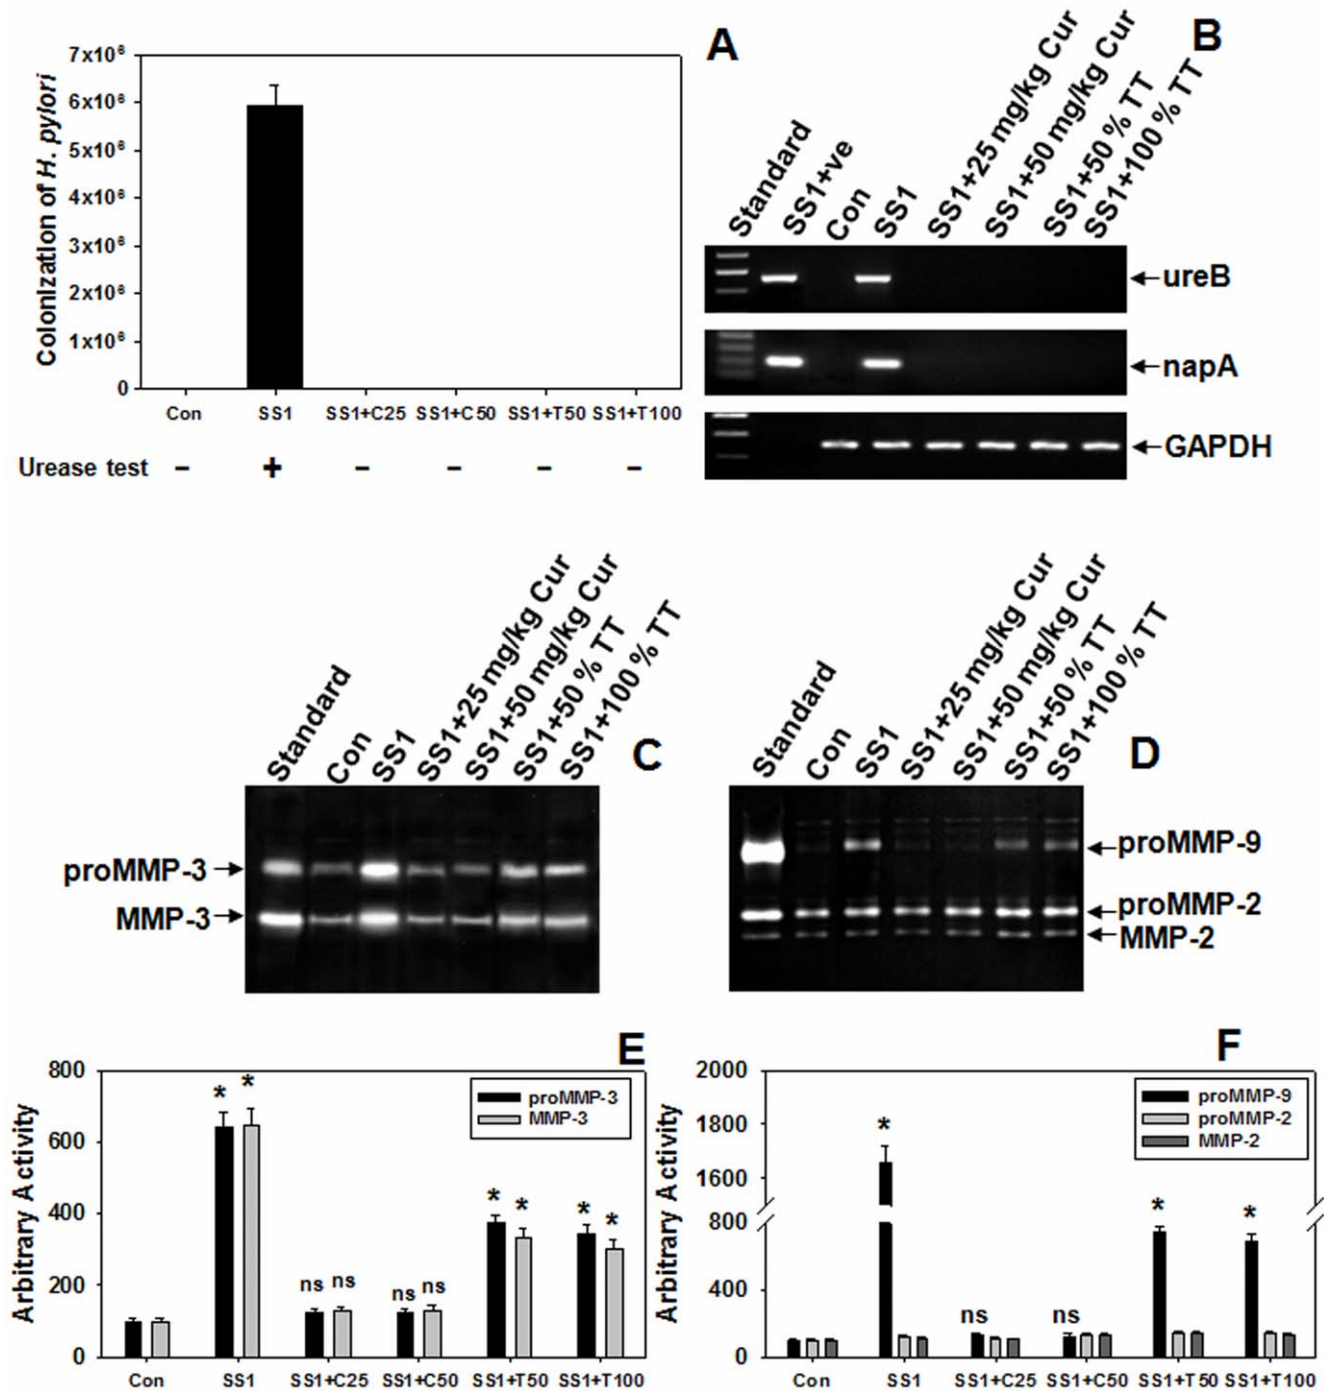 A
Colonization of H. pylori
7x10⁶
6x10⁶
5x10⁶
4x10⁶
3x10⁶
2x10⁶
1x10⁶
0
Con SS1 SS1+C25 SS1+C50 SS1+T50 SS1+T100
Urease test - + - - - -
B
Standard
SS1+ve
Con
SS1
SS1+25 mg/kg Cur
SS1+50 mg/kg Cur
SS1+50 % TT
SS1+100 % TT
ureB
napA
GAPDH
C
Standard
Con
SS1
SS1+25 mg/kg Cur
SS1+50 mg/kg Cur
SS1+50 % TT
SS1+100 % TT
proMMP-3
MMP-3
D
Standard
Con
SS1
SS1+25 mg/kg Cur
SS1+50 mg/kg Cur
SS1+50 % TT
SS1+100 % TT
proMMP-9
proMMP-2
MMP-2
E
Arbitrary Activity
800
600
400
200
0
proMMP-3
MMP-3
* *
ns ns
ns ns
* *
* *
Con SS1 SS1+C25 SS1+C50 SS1+T50 SS1+T100
F
Arbitrary Activity
2000
1800
1600
800
400
0
proMMP-9
proMMP-2
MMP-2
*
ns
ns
*
*
Con SS1 SS1+C25 SS1+C50 SS1+T50 SS1+T100